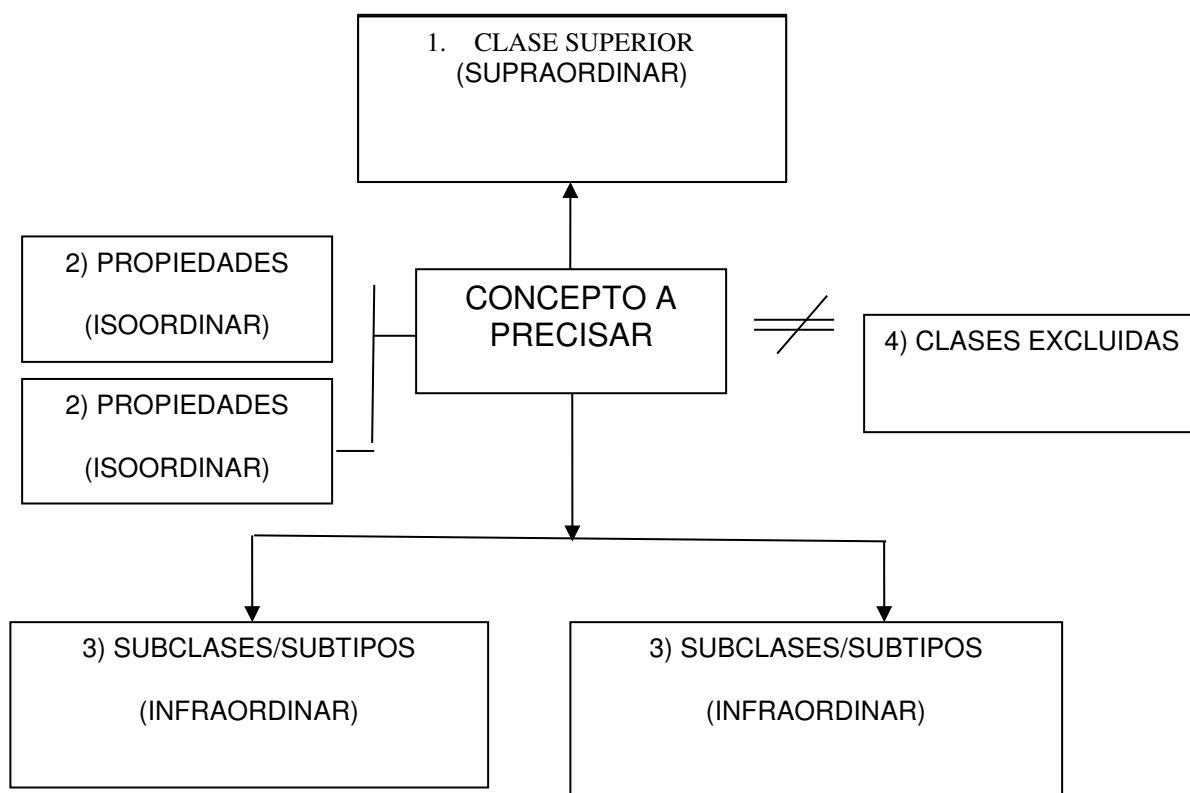 1. CLASE SUPERIOR
(SUPRAORDINAR)
2) PROPIEDADES
(ISOORDINAR)
CONCEPTO A
PRECISAR
4) CLASES EXCLUIDAS
2) PROPIEDADES
(ISOORDINAR)
3) SUBCLASES/SUBTIPOS
(INFRAORDINAR)
3) SUBCLASES/SUBTIPOS
(INFRAORDINAR)